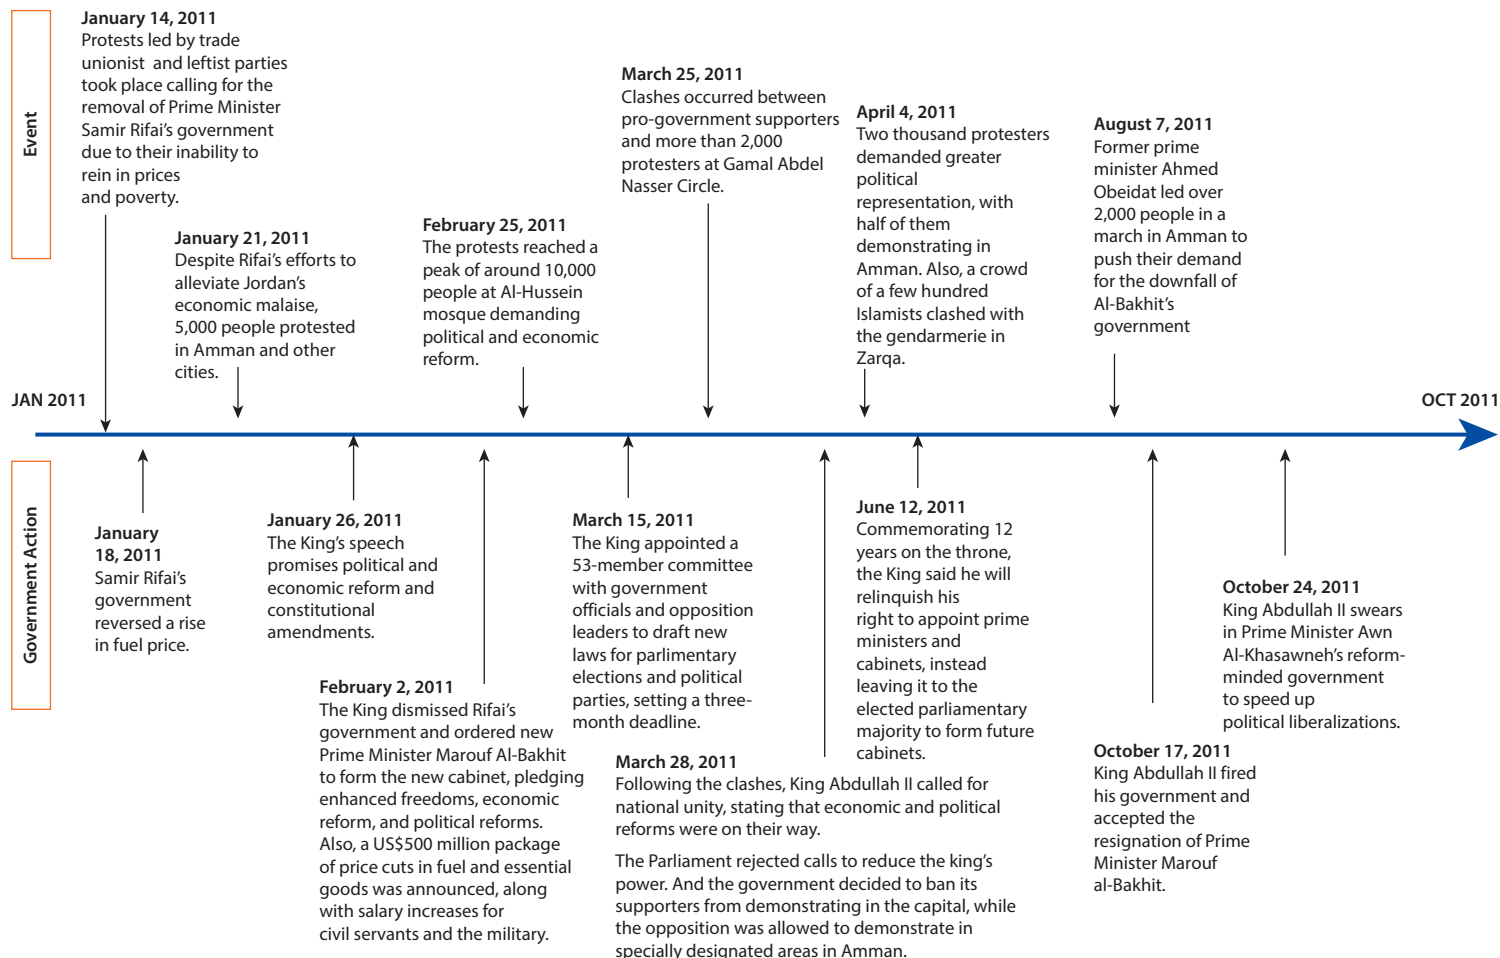 Event
January 14, 2011
Protests led by trade
unionist and leftist parties
took place calling for the
removal of Prime Minister
Samir Rifai’s government
due to their inability to
rein in prices
and poverty.
January 21, 2011
Despite Rifai’s efforts to
alleviate Jordan’s
economic malaise,
5,000 people protested
in Amman and other
cities.
February 25, 2011
The protests reached a
peak of around 10,000
people at Al-Hussein
mosque demanding
political and economic
reform.
March 25, 2011
Clashes occurred between
pro-government supporters
and more than 2,000
protesters at Gamal Abdel
Nasser Circle.
April 4, 2011
Two thousand protesters
demanded greater
political
representation, with
half of them
demonstrating in
Amman. Also, a crowd
of a few hundred
Islamists clashed with
the gendarmerie in
Zarqa.
August 7, 2011
Former prime
minister Ahmed
Obeidat led over
2,000 people in a
march in Amman to
push their demand
for the downfall of
Al-Bakhit’s
government
JAN 2011
OCT 2011
Government Action
January
18, 2011
Samir Rifai’s
government
reversed a rise
in fuel price.
January 26, 2011
The King’s speech
promises political and
economic reform and
constitutional
amendments.
February 2, 2011
The King dismissed Rifai’s
government and ordered new
Prime Minister Marouf Al-Bakhit
to form the new cabinet, pledging
enhanced freedoms, economic
reform, and political reforms.
Also, a US$500 million package
of price cuts in fuel and essential
goods was announced, along
with salary increases for
civil servants and the military.
March 15, 2011
The King appointed a
53-member committee
with government
officials and opposition
leaders to draft new
laws for parlimentary
elections and political
parties, setting a three-
month deadline.
March 28, 2011
Following the clashes, King Abdullah II called for
national unity, stating that economic and political
reforms were on their way.
The Parliament rejected calls to reduce the king’s
power. And the government decided to ban its
supporters from demonstrating in the capital, while
the opposition was allowed to demonstrate in
specially designated areas in Amman.
June 12, 2011
Commemorating 12
years on the throne,
the King said he will
relinquish his
right to appoint prime
ministers and
cabinets, instead
leaving it to the
elected parliamentary
majority to form future
cabinets.
October 17, 2011
King Abdullah II fired
his government and
accepted the
resignation of Prime
Minister Marouf
al-Bakhit.
October 24, 2011
King Abdullah II swears
in Prime Minister Awn
Al-Khasawneh’s reform-
minded government
to speed up
political liberalizations.